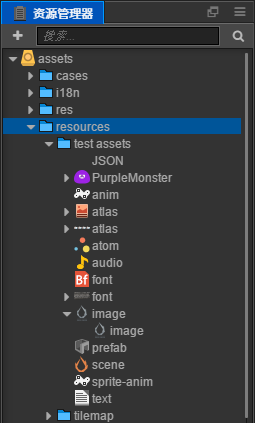 资源管理器
搜索...
assets
cases
i18n
res
resources
test assets
JSON
PurpleMonster
anim
atlas
atlas
atom
audio
Bf font
font
image
image
prefab
scene
sprite-anim
text
tilemap